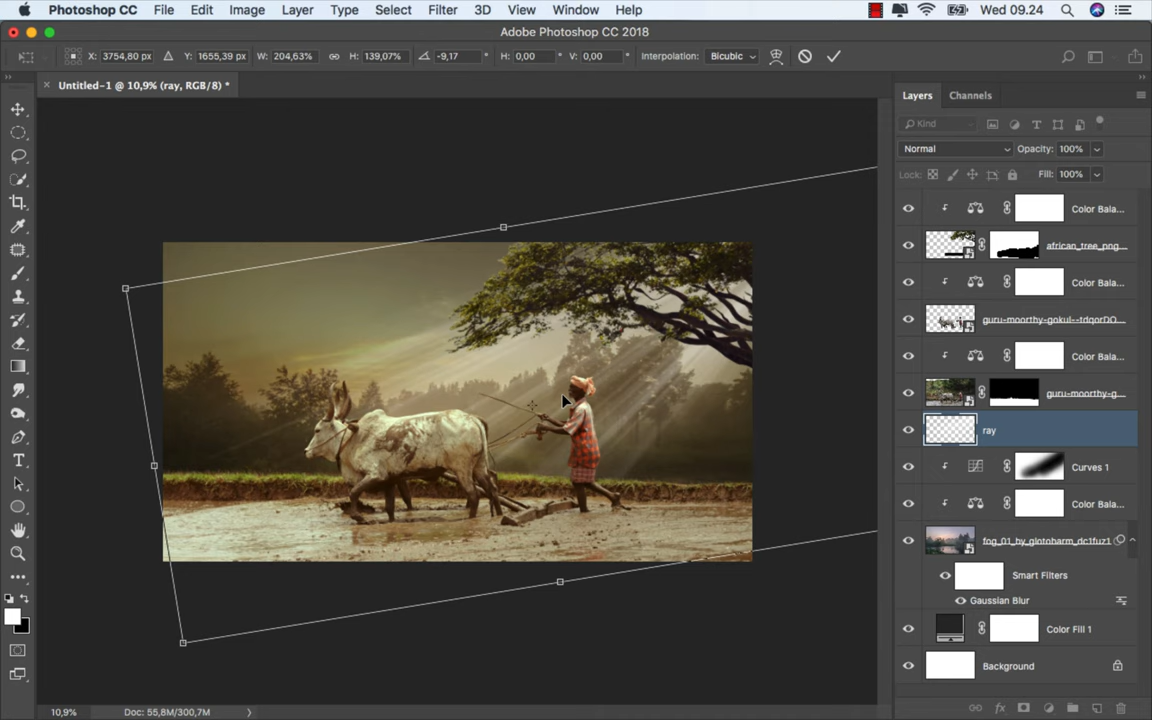 Photoshop CC File Edit Image Layer Type Select Filter 3D View Window Help Wed 09.24
Adobe Photoshop CC 2018
X: 3754,80 px Y: 1655,39 px W: 204,63% H: 139,07% -9,17 ° H: 0,00 ° V: 0,00 ° Interpolation: Bicubic
Untitled-1 @ 10,9% (ray, RGB/8) *
Layers Channels
Kind
Normal Opacity: 100%
Lock: Fill: 100%
Color Bala...
african_tree_png...
Color Bala...
guru-moorthy-gokul--tdqorDO...
Color Bala...
guru-moorthy-g...
ray
Curves 1
Color Bala...
fog_01_by_glotobarm_dc1fuz1
Smart Filters
Gaussian Blur
Color Fill 1
Background
10,9% Doc: 55,8M/300,7M